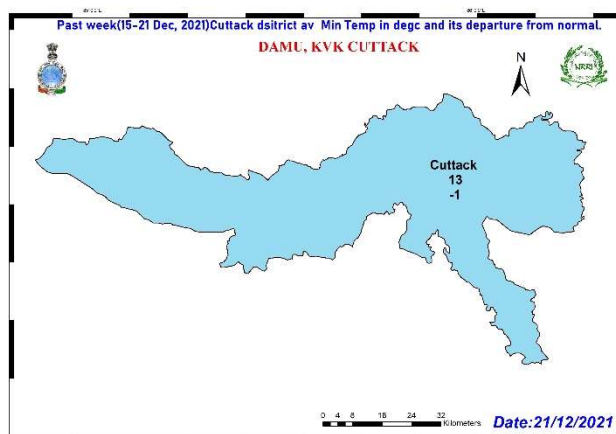 Past week(15-21 Dec, 2021)Cuttack dsitrict av Min Temp in degc and its departure from normal.
DAMU, KVK CUTTACK
N
Cuttack
13
-1
0 4 8 16 24 32
Kilometers
Date:21/12/2021